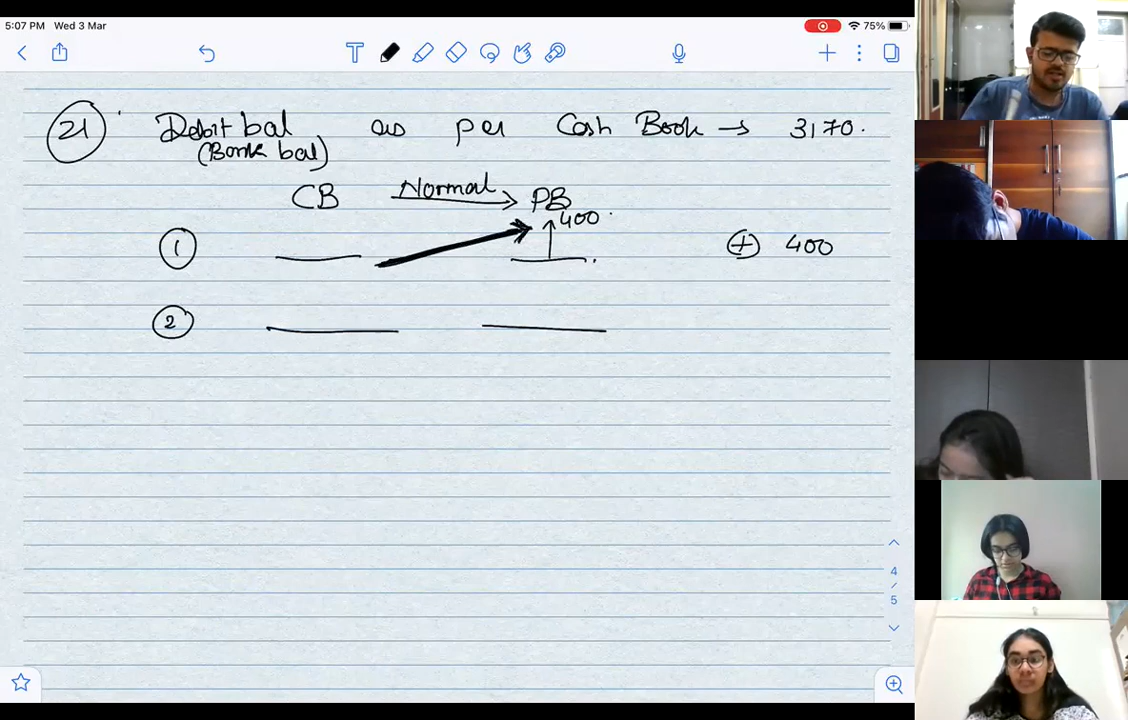 5:07 PM Wed 3 Mar
75%
T
21 Debit bal as per Cash Book → 3170.
(Bank bal)
CB Normal PB
400
1 + 400
2
4
/
5